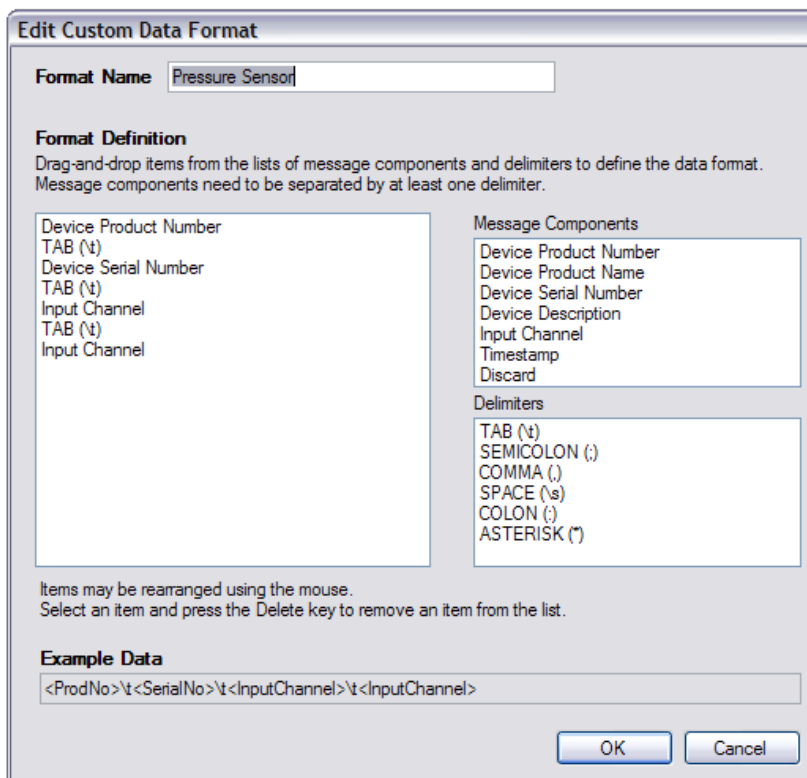 Edit Custom Data Format
Format Name Pressure Sensor
Format Definition
Drag-and-drop items from the lists of message components and delimiters to define the data format.
Message components need to be separated by at least one delimiter.
Device Product Number
TAB (\t)
Device Serial Number
TAB (\t)
Input Channel
TAB (\t)
Input Channel
Message Components
Device Product Number
Device Product Name
Device Serial Number
Device Description
Input Channel
Timestamp
Discard
Delimiters
TAB (\t)
SEMICOLON (;)
COMMA (,)
SPACE (\s)
COLON (:)
ASTERISK (*)
Items may be rearranged using the mouse.
Select an item and press the Delete key to remove an item from the list.
Example Data
<ProdNo>\t<SerialNo>\t<InputChannel>\t<InputChannel>
OK Cancel